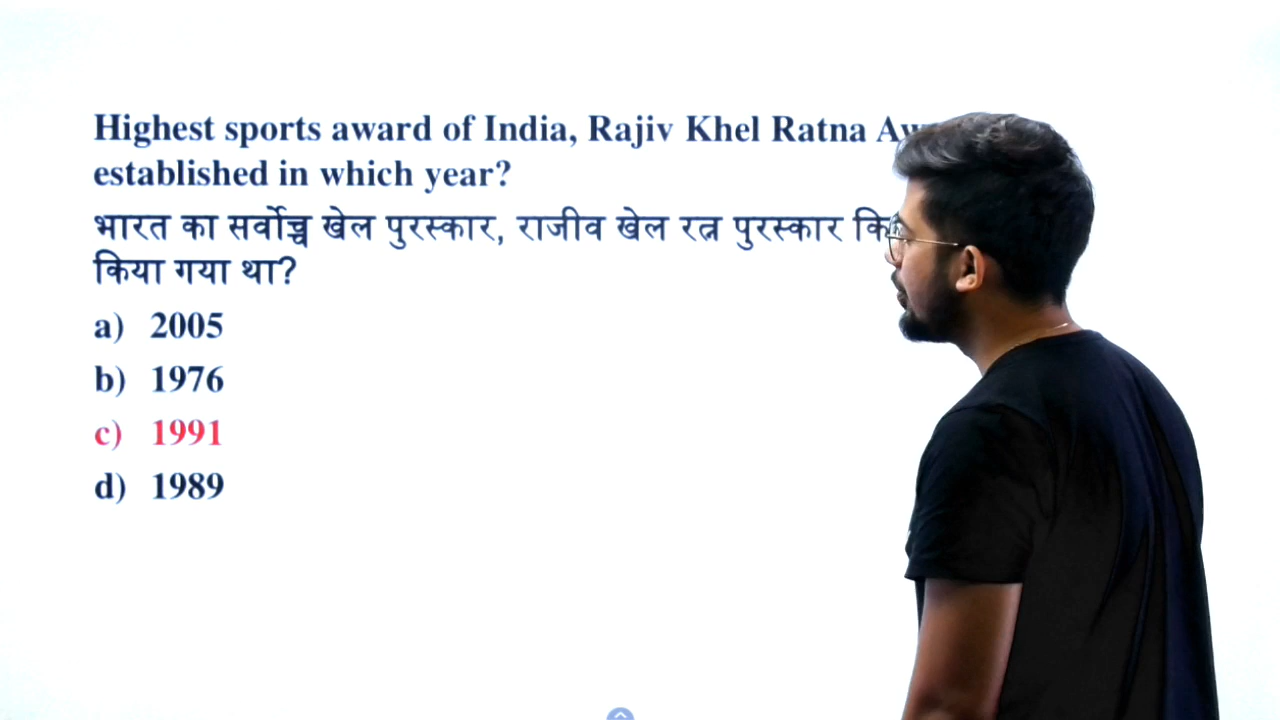 Highest sports award of India, Rajiv Khel Ratna
established in which year?
भारत का सर्वोच्च खेल पुरस्कार, राजीव खेल रत्न पुरस्कार
किया गया था?
a) 2005
b) 1976
c) 1991
d) 1989